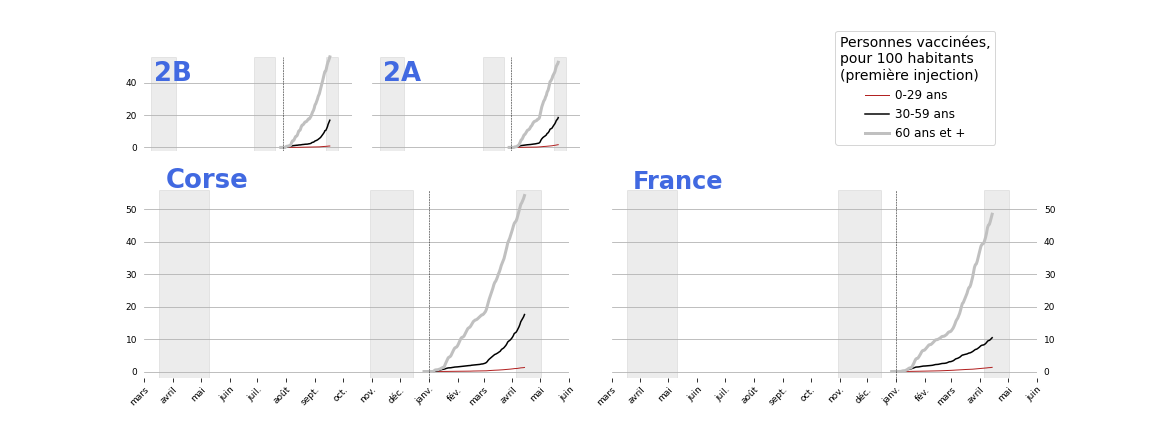 Personnes vaccinées,
pour 100 habitants
(première injection)
0-29 ans
30-59 ans
60 ans et +
2B
2A
40
20
0
Corse
France
50
40
30
20
10
0
50
40
30
20
10
0
mars
avril
mai
juin
juil.
août
sept.
oct.
nov.
déc.
janv.
fév.
mars
avril
mai
juin
mars
avril
mai
juin
juil.
août
sept.
oct.
nov.
déc.
janv.
fév.
mars
avril
mai
juin